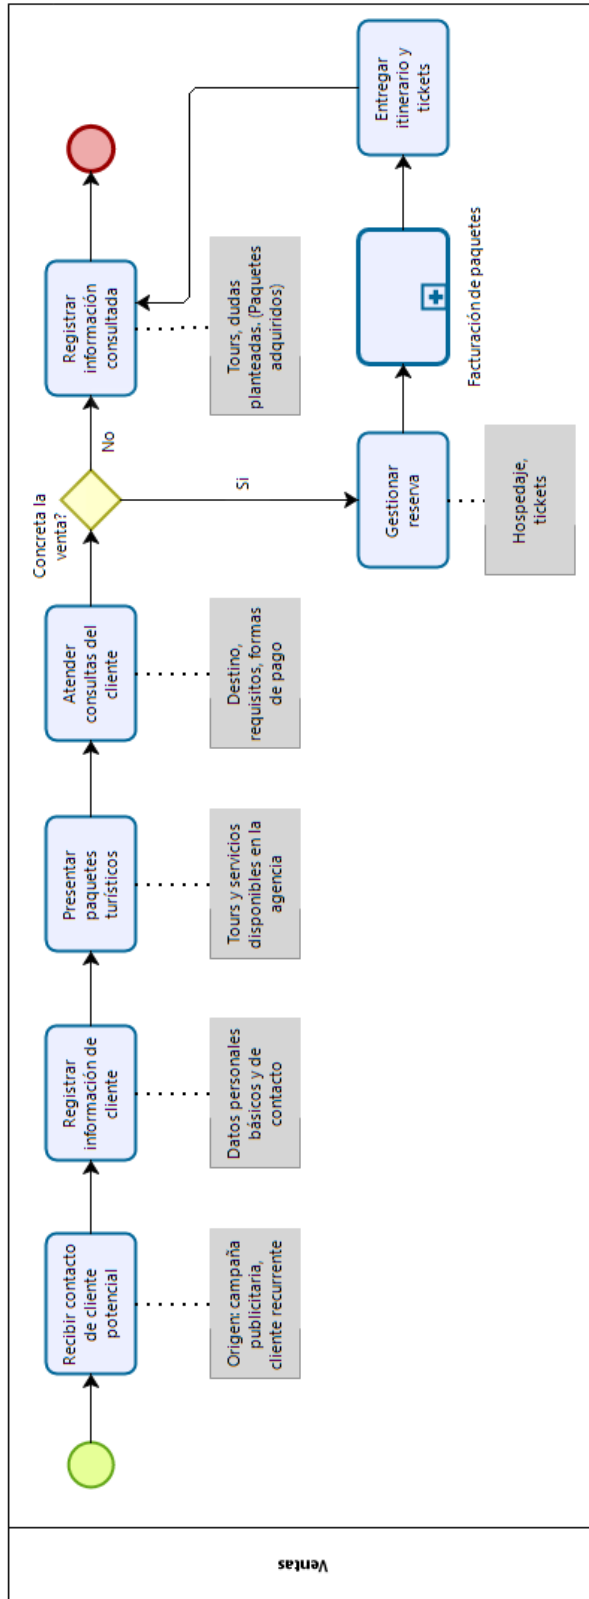 Ventas
Recibir contacto
de cliente
potencial
Origen: campaña
publicitaria,
cliente recurrente
Registrar
información de
cliente
Datos personales
básicos y de
contacto
Presentar
paquetes
turísticos
Tours y servicios
disponibles en la
agencia
Atender
consultas del
cliente
Destino,
requisitos, formas
de pago
Concreta la
venta?
No
Si
Registrar
información
consultada
Tours, dudas
planteadas. (Paquetes
adquiridos)
Gestionar
reserva
Hospedaje,
tickets
Facturación de paquetes
Entregar
itinerario y
tickets